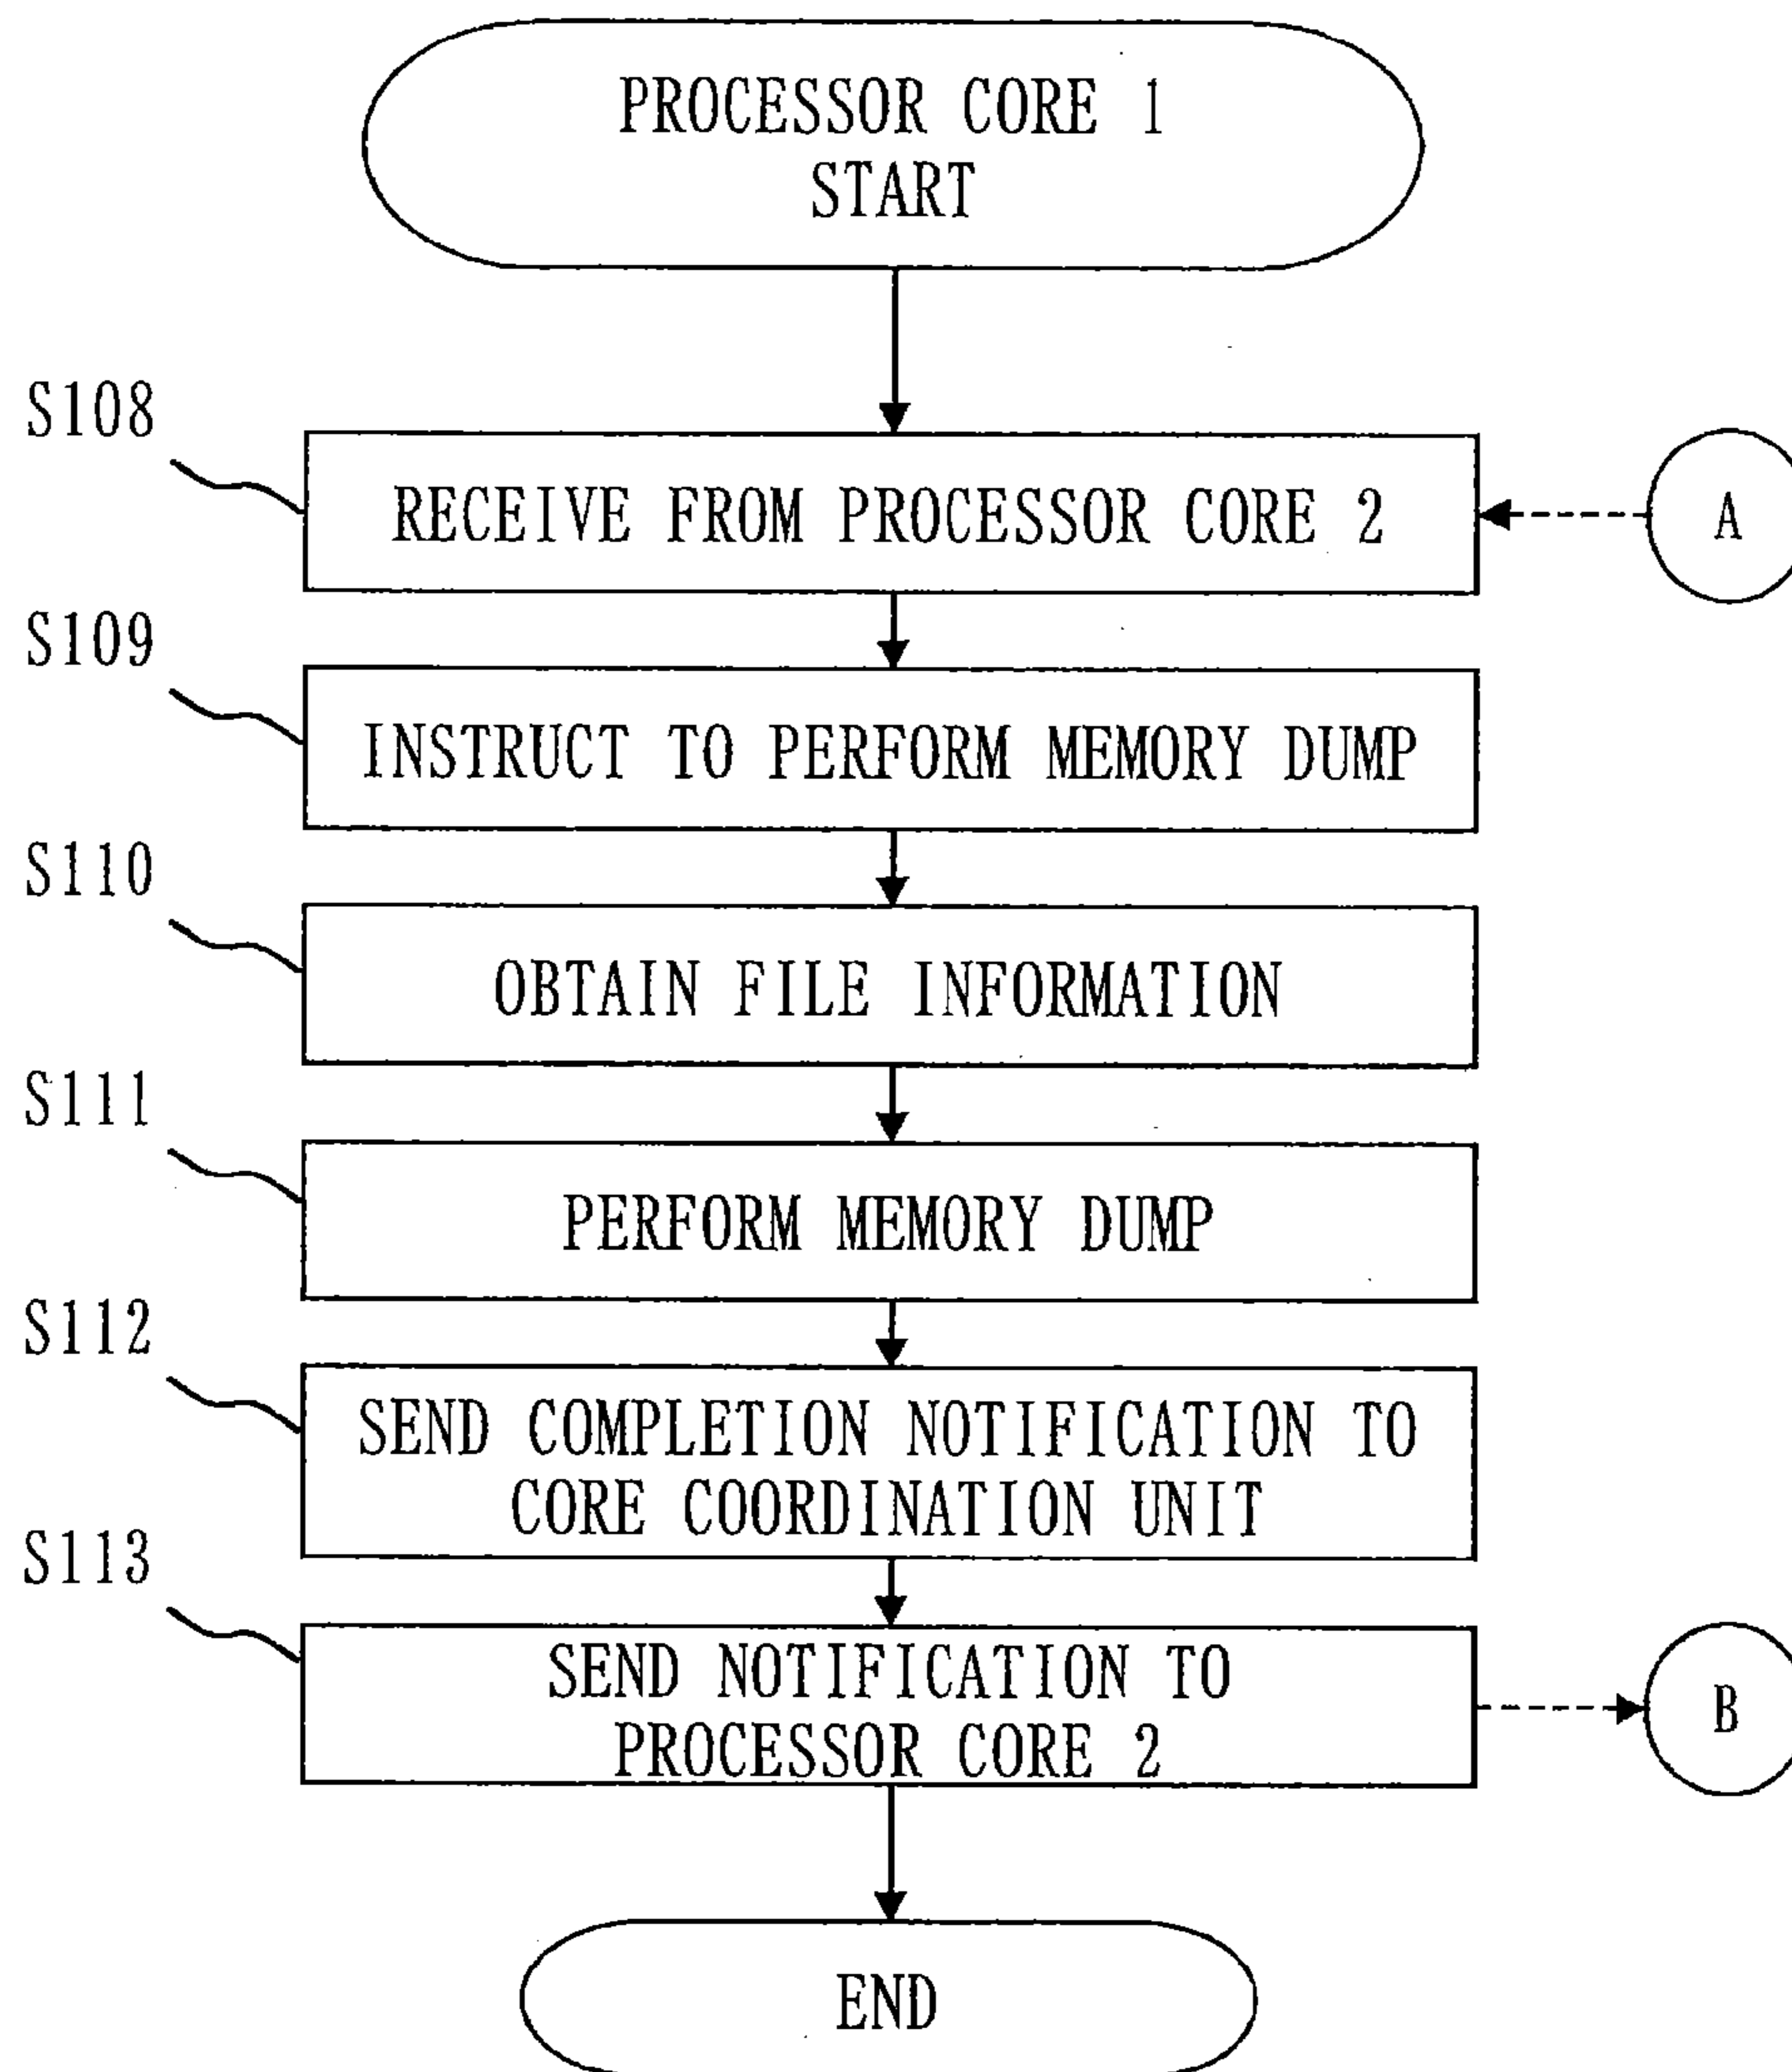 PROCESSOR CORE 1
START
S108
RECEIVE FROM PROCESSOR CORE 2
A
S109
INSTRUCT TO PERFORM MEMORY DUMP
S110
OBTAIN FILE INFORMATION
S111
PERFORM MEMORY DUMP
S112
SEND COMPLETION NOTIFICATION TO
CORE COORDINATION UNIT
S113
SEND NOTIFICATION TO
PROCESSOR CORE 2
B
END